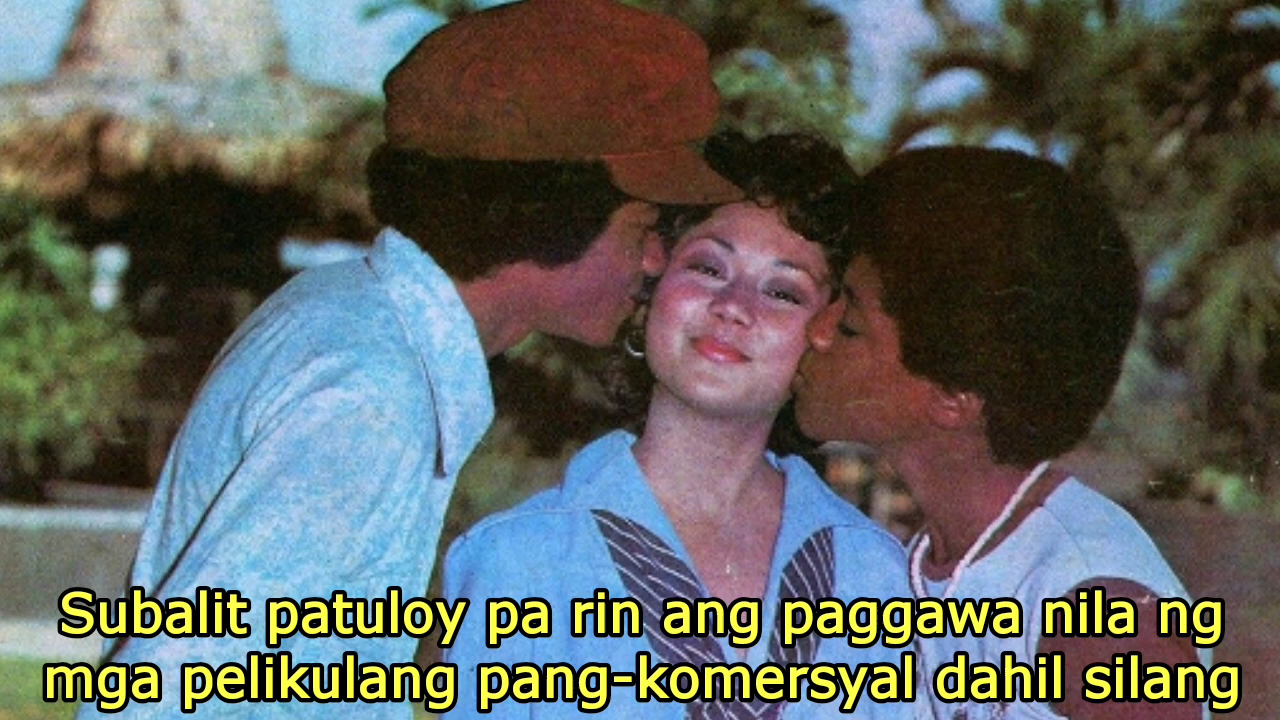 Subalit patuloy pa rin ang paggawa nila ng
mga pelikulang pang-komersyal dahil silang